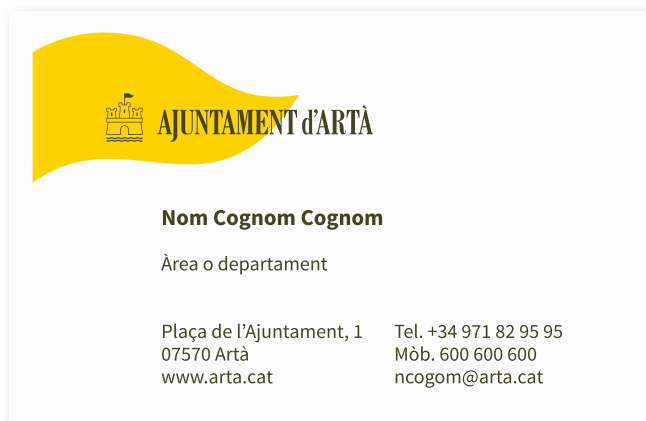 AJUNTAMENT d'ARTÀ
Nom Cognom Cognom
Àrea o departament
Plaça de l’Ajuntament, 1
07570 Artà
www.arta.cat
Tel. +34 971 82 95 95
Mòb. 600 600 600
ncogom@arta.cat